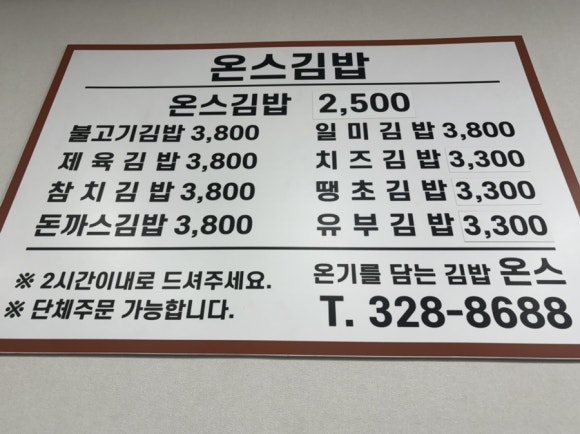 온스김밥
온스김밥 2,500
불고기김밥 3,800
제육김밥 3,800
참치김밥 3,800
돈까스김밥 3,800
일미김밥 3,800
치즈김밥 3,300
땡초김밥 3,300
유부김밥 3,300
※ 2시간이내로 드셔주세요.
※ 단체주문 가능합니다.
온기를 담는 김밥 온스
T. 328-8688